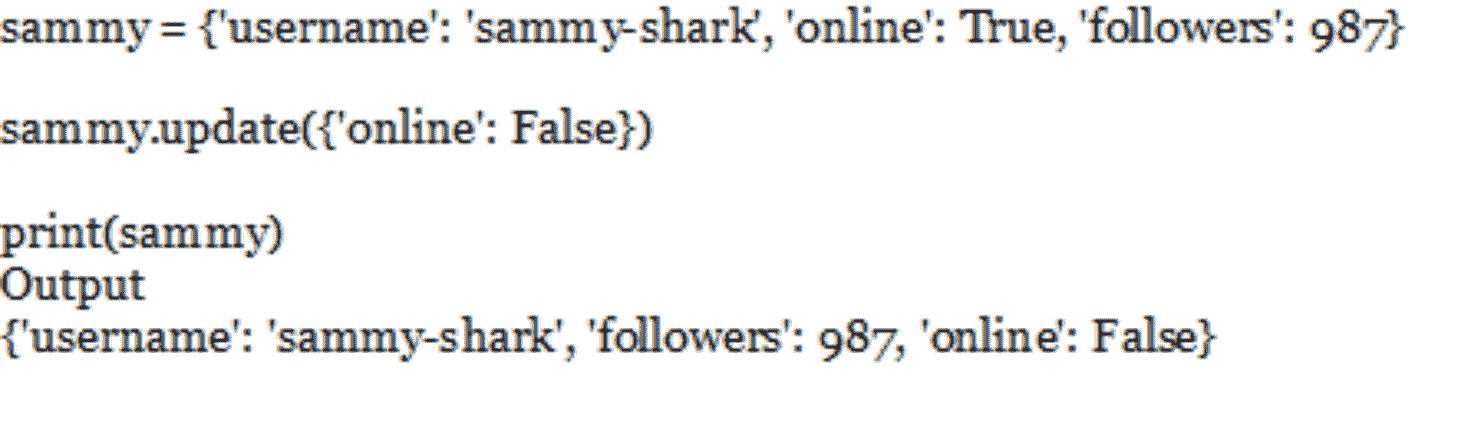 sammy = {'username': 'sammy-shark', 'online': True, 'followers': 987}
sammy.update({'online': False})
print(sammy)
Output
{'username': 'sammy-shark', 'followers': 987, 'online': False}